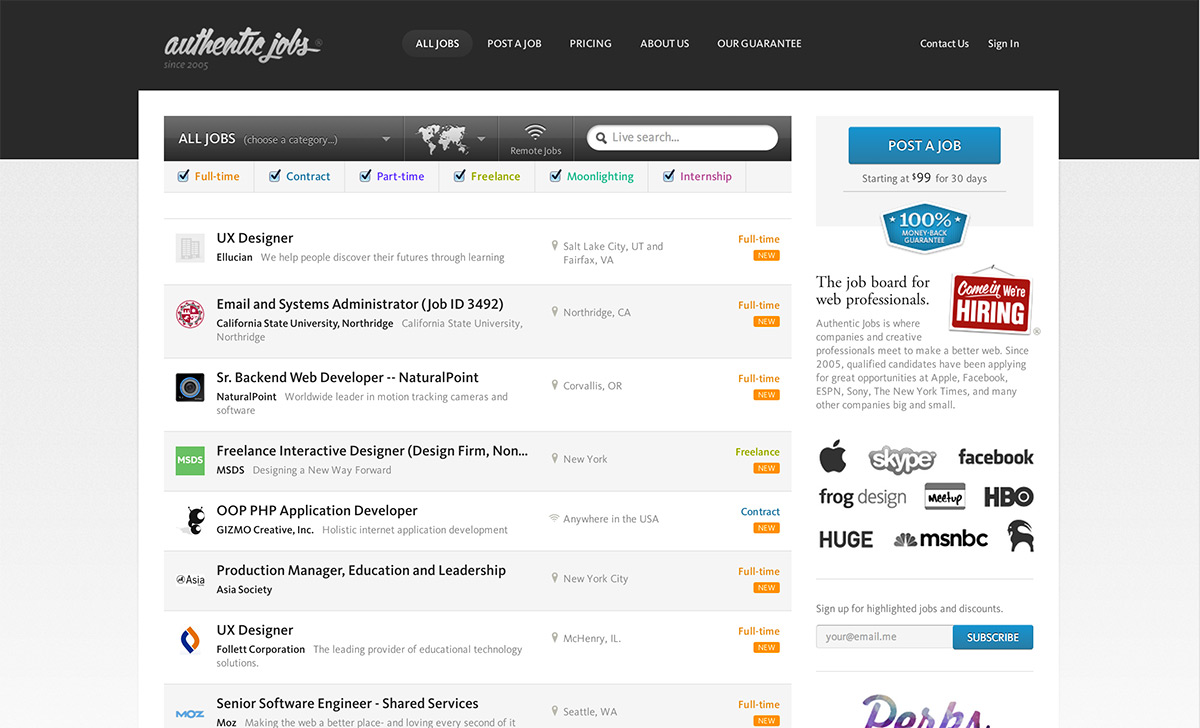 authentic jobs®
since 2005
ALL JOBS
POST A JOB
PRICING
ABOUT US
OUR GUARANTEE
Contact Us
Sign In
ALL JOBS (choose a category...)
Remote Jobs
Live search...
Full-time
Contract
Part-time
Freelance
Moonlighting
Internship
UX Designer
Ellucian We help people discover their futures through learning
Salt Lake City, UT and
Fairfax, VA
Full-time
NEW
Email and Systems Administrator (Job ID 3492)
California State University, Northridge California State University,
Northridge
Northridge, CA
Full-time
NEW
Sr. Backend Web Developer -- NaturalPoint
NaturalPoint Worldwide leader in motion tracking cameras and
software
Corvallis, OR
Full-time
NEW
MSDS
Freelance Interactive Designer (Design Firm, Non...
MSDS Designing a New Way Forward
New York
Freelance
NEW
OOP PHP Application Developer
GIZMO Creative, Inc. Holistic internet application development
Anywhere in the USA
Contract
NEW
Asia
Production Manager, Education and Leadership
Asia Society
New York City
Full-time
NEW
UX Designer
Follett Corporation The leading provider of educational technology
solutions.
McHenry, IL.
Full-time
NEW
MOZ
Senior Software Engineer - Shared Services
Moz Making the web a better place- and loving every second of it
Seattle, WA
Full-time
NEW
POST A JOB
Starting at $99 for 30 days
100%
MONEY-BACK
GUARANTEE
The job board for
web professionals.
Come in We're
HIRING
®
Authentic Jobs is where
companies and creative
professionals meet to make a better web. Since
2005, qualified candidates have been applying
for great opportunities at Apple, Facebook,
ESPN, Sony, The New York Times, and many
other companies big and small.
skype
facebook
frog design
meetup
HBO
HUGE
msnbc
Sign up for highlighted jobs and discounts.
your@email.me
SUBSCRIBE
Perks